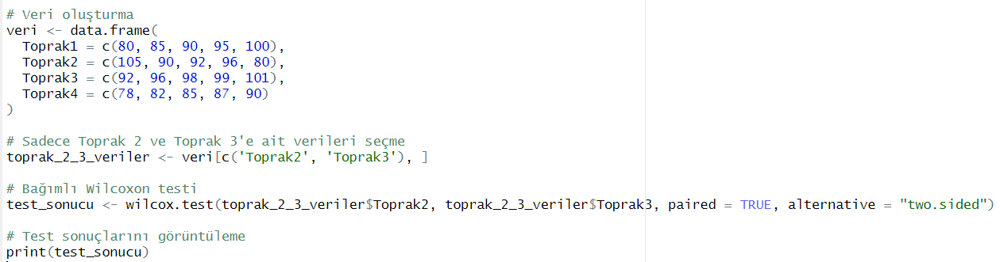 # Veri oluşturma
veri <- data.frame(
  Toprak1 = c(80, 85, 90, 95, 100),
  Toprak2 = c(105, 90, 92, 96, 80),
  Toprak3 = c(92, 96, 98, 99, 101),
  Toprak4 = c(78, 82, 85, 87, 90)
)
# Sadece Toprak 2 ve Toprak 3'e ait verileri seçme
toprak_2_3_veriler <- veri[c('Toprak2', 'Toprak3'), ]
# Bağımlı Wilcoxon testi
test_sonucu <- wilcox.test(toprak_2_3_veriler$Toprak2, toprak_2_3_veriler$Toprak3, paired = TRUE, alternative = "two.sided")
# Test sonuçlarını görüntüleme
print(test_sonucu)